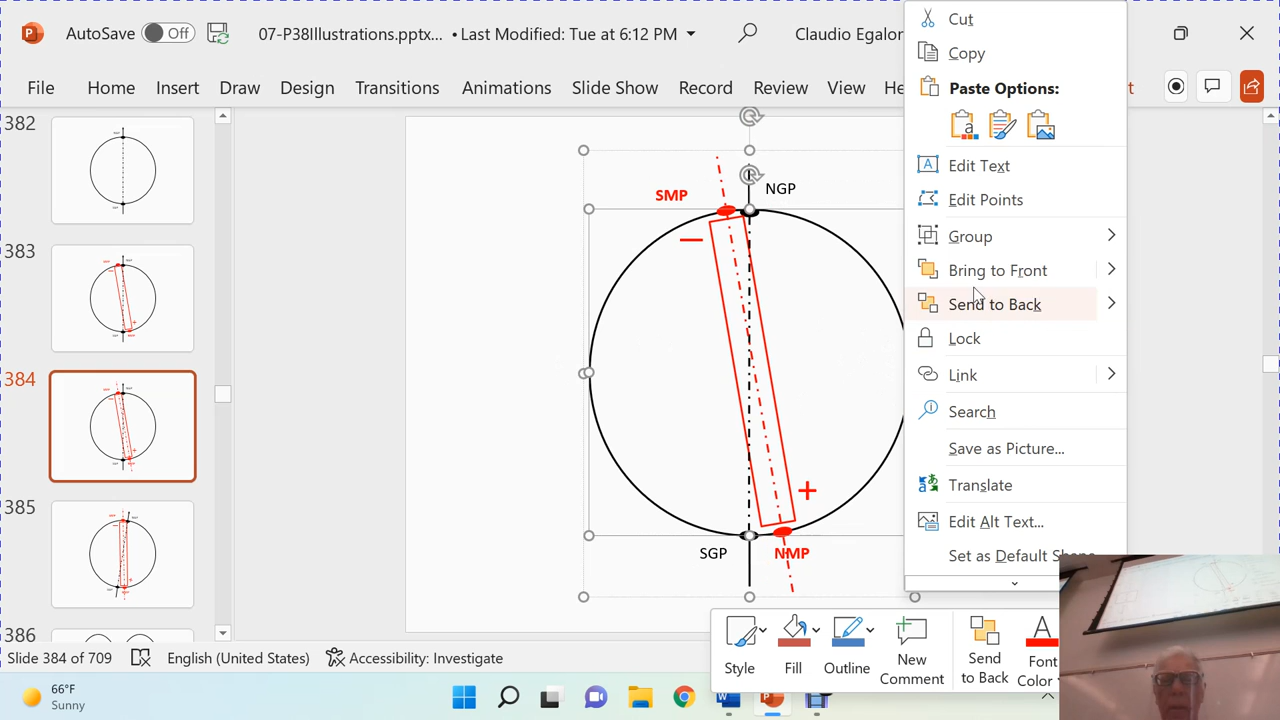 AutoSave Off 07-P38Illustrations.pptx... • Last Modified: Tue at 6:12 PM Claudio Egalon
File Home Insert Draw Design Transitions Animations Slide Show Record Review View
382
383
384
385
386
SMP NGP
SGP NMP
Cut
Copy
Paste Options:
Edit Text
Edit Points
Group
Bring to Front
Send to Back
Lock
Link
Search
Save as Picture...
Translate
Edit Alt Text...
Set as Default Shape
Style Fill Outline New Comment Send to Back Font Color
Slide 384 of 709 English (United States) Accessibility: Investigate
66°F
Sunny